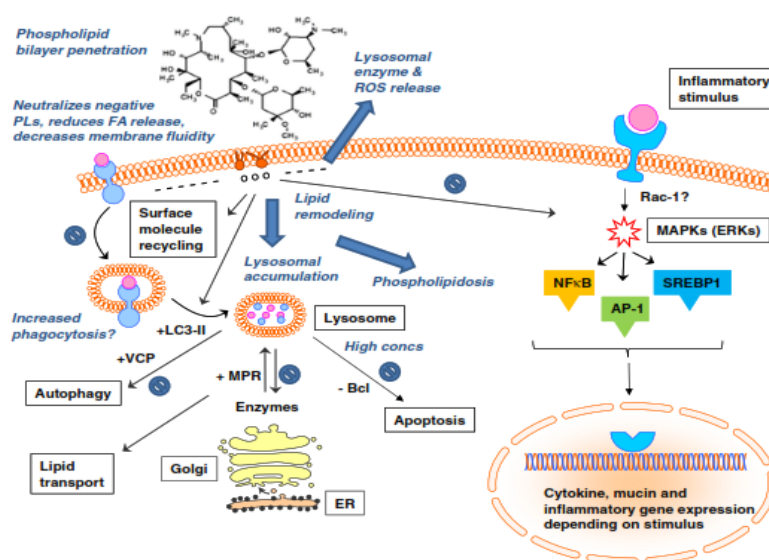 Phospholipid
bilayer penetration
Neutralizes negative
PLs, reduces FA release,
decreases membrane fluidity
Lysosomal
enzyme &
ROS release
Inflammatory
stimulus
Surface
molecule
recycling
Lipid
remodeling
Lysosomal
accumulation
Phospholipidosis
Rac-1?
MAPKs (ERKs)
NFκB
AP-1
SREBP1
Increased
phagocytosis?
+LC3-II
Lysosome
+VCP
High concs
+ MPR
- Bcl
Autophagy
Enzymes
Apoptosis
Lipid
transport
Golgi
ER
Cytokine, mucin and
inflammatory gene expression
depending on stimulus